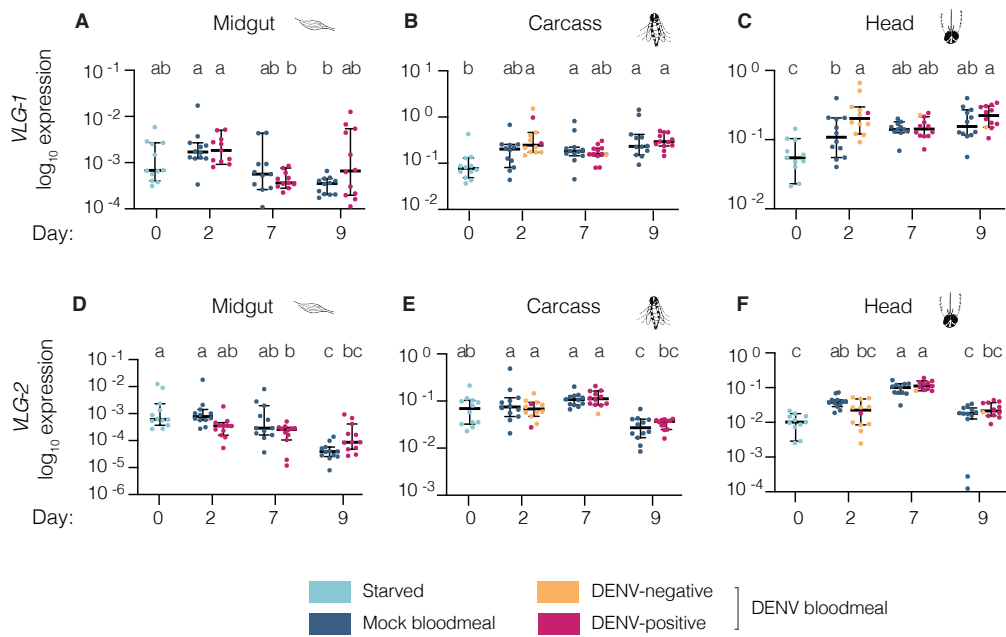 A Midgut B Carcass C Head
VLG-1
log10 expression
ab a a ab b b ab
10-1
10-2
10-3
10-4
b ab a a ab a a
10 1
10 0
10-1
10-2
c b a ab ab ab a
10 0
10-1
10-2
Day: 0 2 7 9 0 2 7 9 0 2 7 9
D Midgut E Carcass F Head
VLG-2
log10 expression
a a ab ab b c bc
10-1
10-2
10-3
10-4
10-5
10-6
ab a a a a c bc
10 0
10-1
10-2
10-3
c ab bc a a c bc
10 0
10-1
10-2
10-3
10-4
Day: 0 2 7 9 0 2 7 9 0 2 7 9
Starved DENV-negative
Mock bloodmeal DENV-positive
DENV bloodmeal